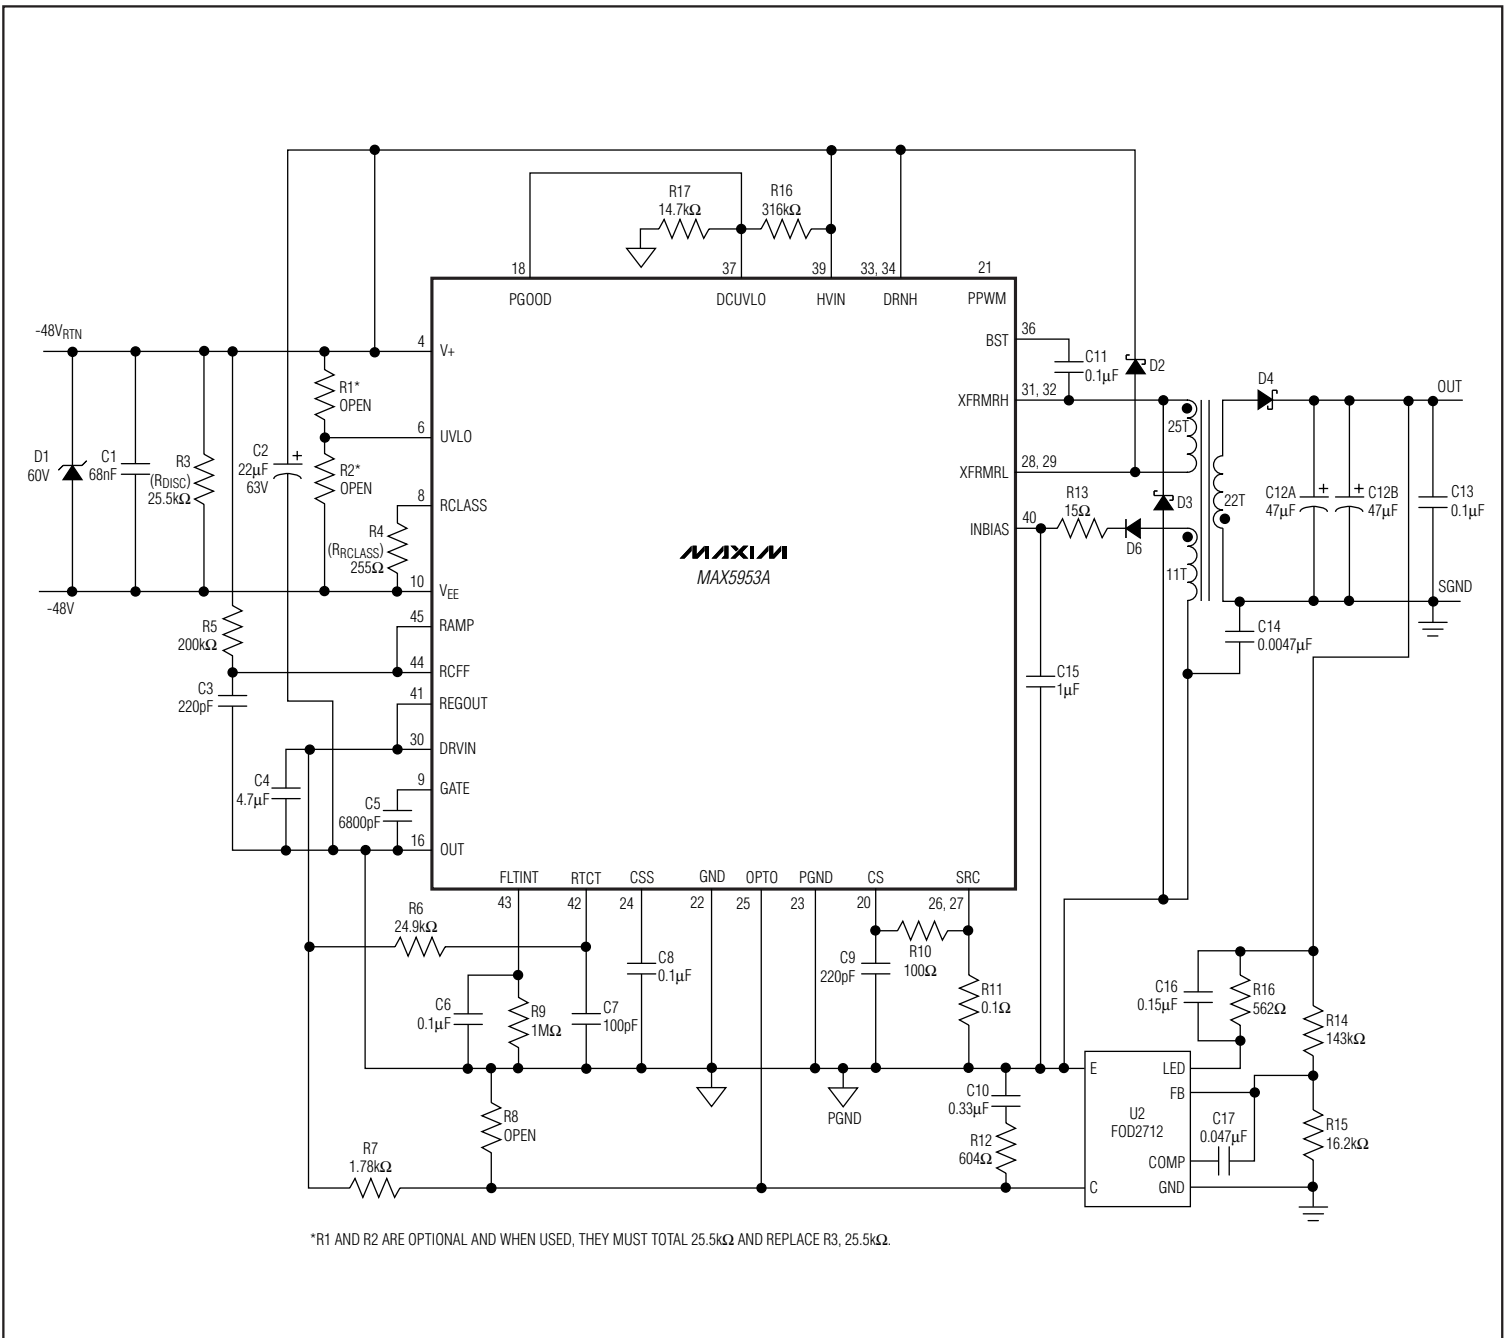 R17
14.7kΩ
R16
316kΩ
18
37
39
33, 34
21
PGOOD
DCUVLO
HVIN
DRNH
PPWM
-48VRTN
4
V+
BST
36
C11
0.1µF
D2
D4
OUT
R1*
OPEN
XFRMRH
31, 32
25T
6
UVLO
D1
60V
C1
68nF
R3
(RDISC)
25.5kΩ
C2
22µF
63V
+
R2*
OPEN
XFRMRL
28, 29
8
RCLASS
R13
15Ω
D3
22T
C12A
47µF
+
C12B
47µF
+
C13
0.1µF
R4
(RRCLASS)
255Ω
INBIAS
40
D6
MAXIM
MAX5953A
11T
10
VEE
-48V
SGND
45
RAMP
R5
200kΩ
C14
0.0047µF
44
RCFF
C3
220pF
41
REGOUT
C15
1µF
30
DRVIN
C4
4.7µF
9
GATE
C5
6800pF
16
OUT
FLTINT
RTCT
CSS
GND
OPTO
PGND
CS
SRC
43
42
24
22
25
23
20
26, 27
R6
24.9kΩ
C8
0.1µF
C9
220pF
R10
100Ω
C6
0.1µF
R9
1MΩ
C7
100pF
R11
0.1Ω
C16
0.15µF
R16
562Ω
R14
143kΩ
E
LED
FB
C10
0.33µF
PGND
R8
OPEN
U2
FOD2712
C17
0.047µF
R15
16.2kΩ
R12
604Ω
R7
1.78kΩ
COMP
C
GND
*R1 AND R2 ARE OPTIONAL AND WHEN USED, THEY MUST TOTAL 25.5kΩ AND REPLACE R3, 25.5kΩ.